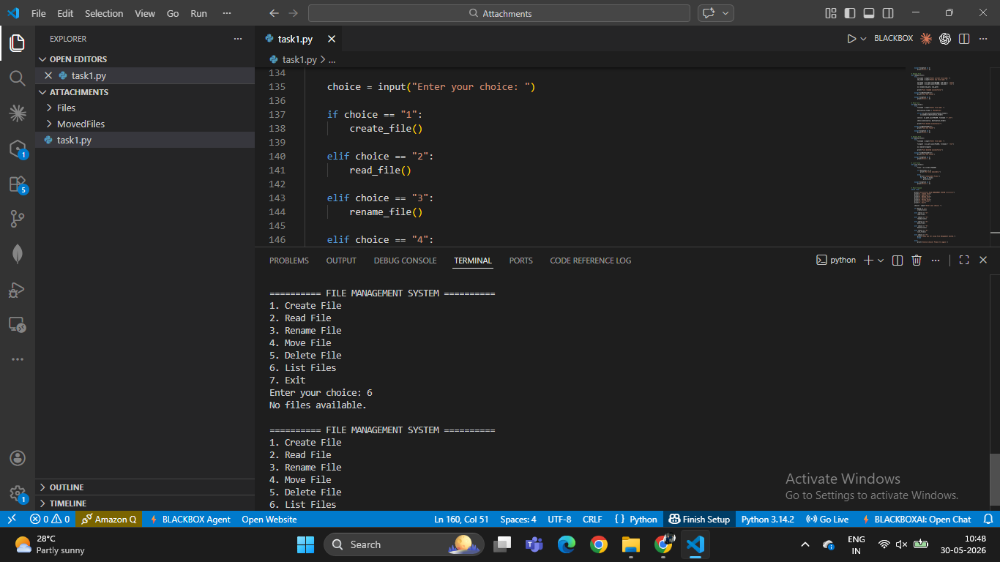 File Edit Selection View Go Run ···
Attachments
EXPLORER ···
OPEN EDITORS
task1.py
ATTACHMENTS
Files
MovedFiles
task1.py
1
5
1
OUTLINE
TIMELINE
task1.py
BLACKBOX ···
task1.py > ...
134
135 choice = input("Enter your choice: ")
136
137 if choice == "1":
138 create_file()
139
140 elif choice == "2":
141 read_file()
142
143 elif choice == "3":
144 rename_file()
145
146 elif choice == "4":
PROBLEMS OUTPUT DEBUG CONSOLE TERMINAL PORTS CODE REFERENCE LOG python ···
========== FILE MANAGEMENT SYSTEM ==========
1. Create File
2. Read File
3. Rename File
4. Move File
5. Delete File
6. List Files
7. Exit
Enter your choice: 6
No files available.
========== FILE MANAGEMENT SYSTEM ==========
1. Create File
2. Read File
3. Rename File
4. Move File
5. Delete File
6. List Files
Activate Windows
Go to Settings to activate Windows.
0 0 Amazon Q BLACKBOX Agent Open Website Ln 160, Col 51 Spaces: 4 UTF-8 CRLF { } Python Finish Setup Python 3.14.2 Go Live BLACKBOXAI: Open Chat
28°C
Partly sunny
Search
ENG
IN
10:48
30-05-2026